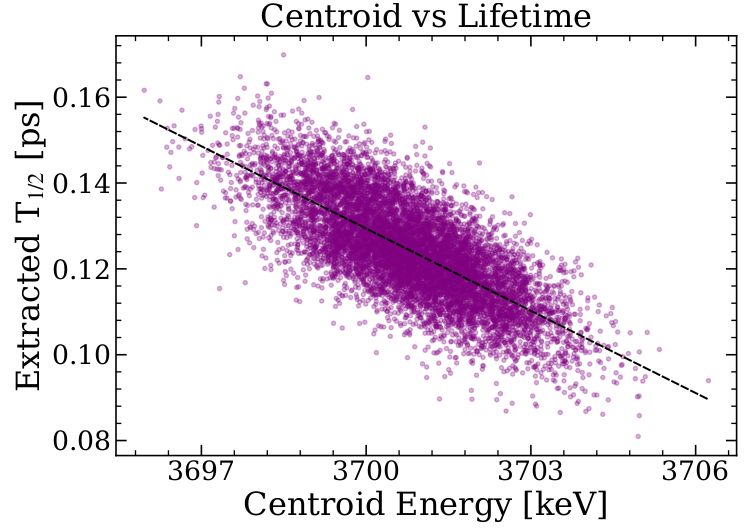 Centroid vs Lifetime
Extracted T1/2 [ps]
0.16
0.14
0.12
0.10
0.08
3697 3700 3703 3706
Centroid Energy [keV]